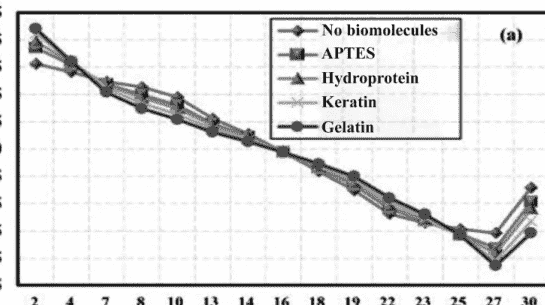 (a)
No biomolecules
APTES
Hydroprotein
Keratin
Gelatin
2 4 7 8 10 13 14 16 18 19 22 23 25 27 30